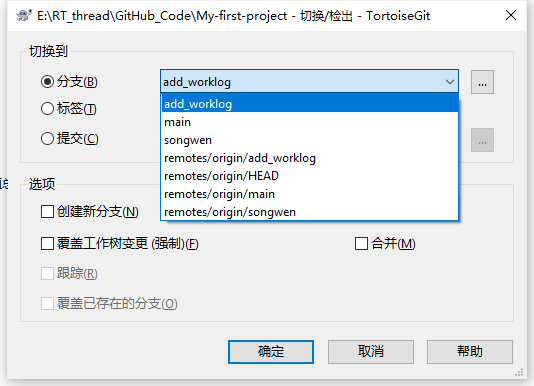 E:\RT_thread\GitHub_Code\My-first-project - 切换/检出 - TortoiseGit
切换到
分支(B)
add_worklog
...
add_worklog
标签(T)
main
提交(C)
songwen
...
remotes/origin/add_worklog
remotes/origin/HEAD
选项
remotes/origin/main
创建新分支(N)
remotes/origin/songwen
覆盖工作树变更 (强制)(F)
合并(M)
跟踪(R)
覆盖已存在的分支(O)
确定
取消
帮助